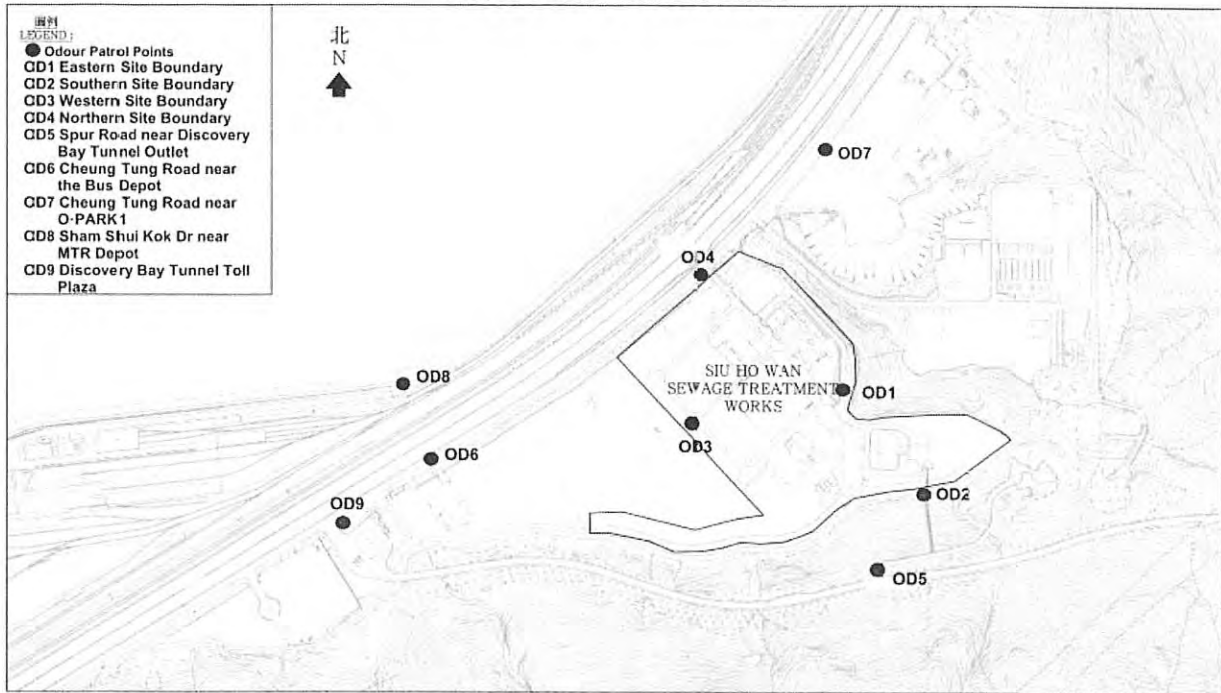 圖例
LEGEND :
Odour Patrol Points
OD1 Eastern Site Boundary
OD2 Southern Site Boundary
OD3 Western Site Boundary
OD4 Northern Site Boundary
OD5 Spur Road near Discovery
Bay Tunnel Outlet
OD6 Cheung Tung Road near
the Bus Depot
OD7 Cheung Tung Road near
O-PARK1
OD8 Sham Shui Kok Dr near
MTR Depot
OD9 Discovery Bay Tunnel Toll
Plaza
北
N
OD7
OD4
SIU HO WAN
SEWAGE TREATMENT
WORKS
OD8
OD1
OD3
OD6
OD2
OD9
OD5